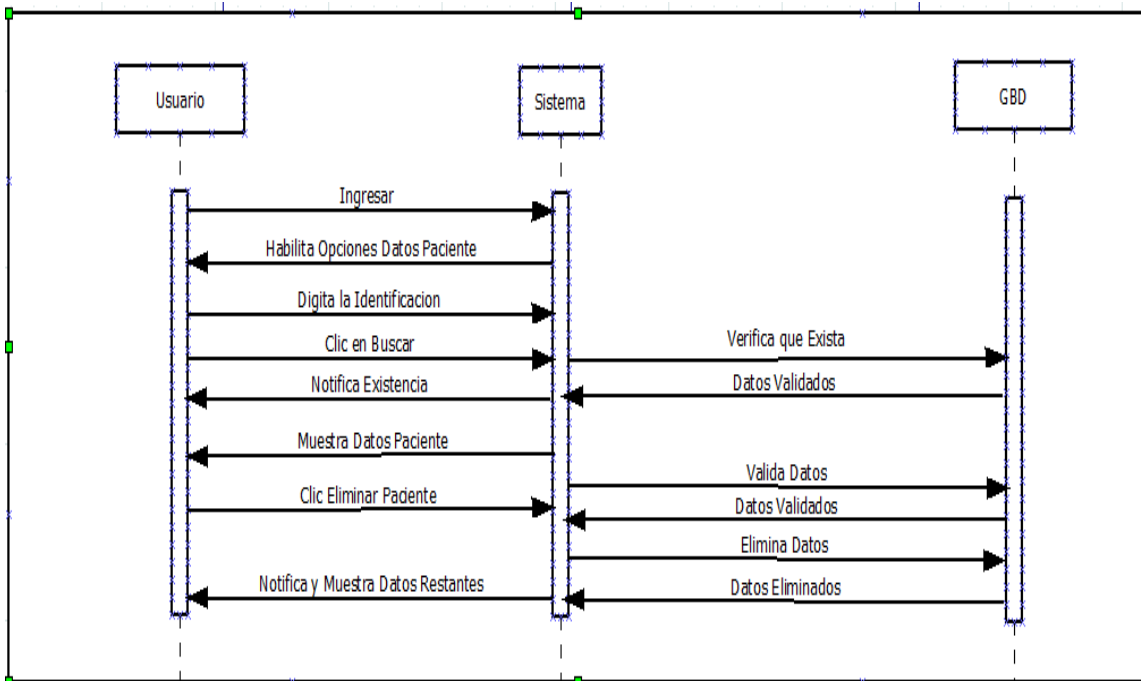 Usuario
Sistema
GBD
Ingresar
Habilita Opciones Datos Paciente
Digita la Identificacion
Clic en Buscar
Verifica que Exista
Notifica Existencia
Datos Validados
Muestra Datos Paciente
Valida Datos
Clic Eliminar Paciente
Datos Validados
Elimina Datos
Notifica y Muestra Datos Restantes
Datos Eliminados